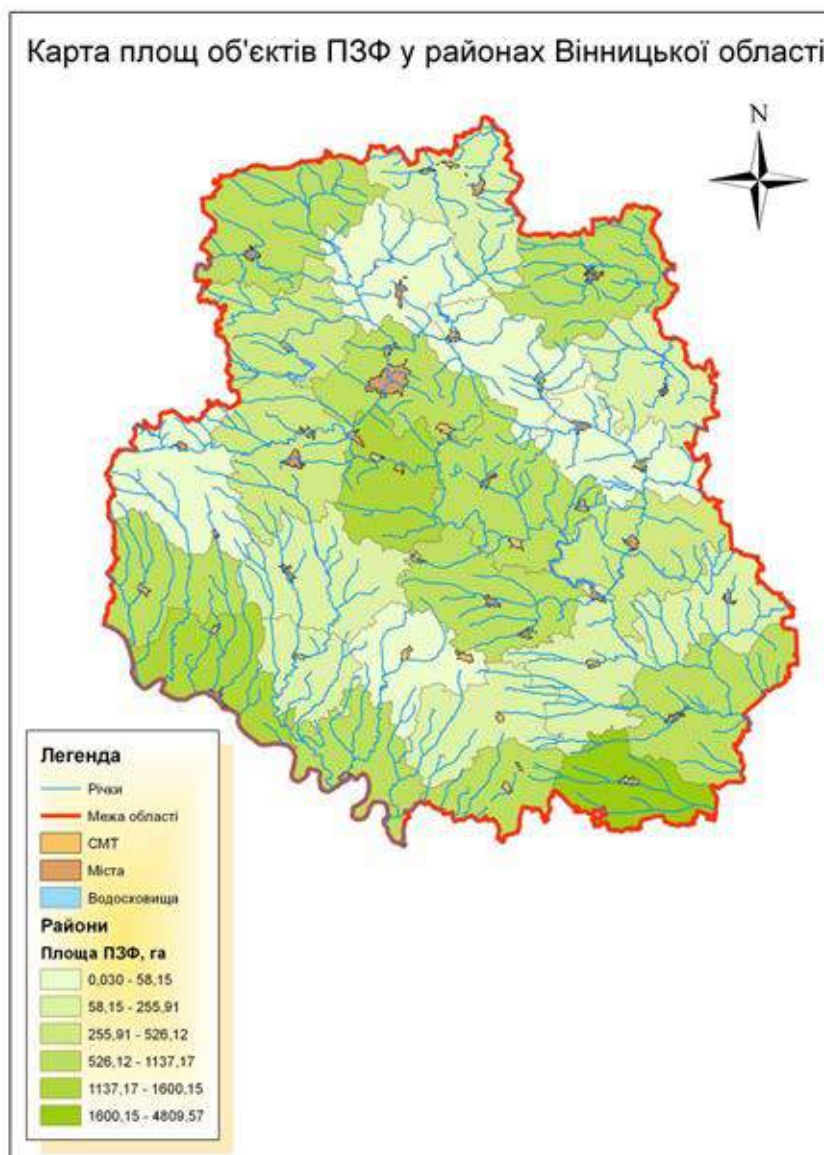 Карта площ об'єктів ПЗФ у районах Вінницької області
N
Легенда
Річки
Межа області
СМТ
Міста
Водосховища
Райони
Площа ПЗФ, га
0,030 - 58,15
58,15 - 255,91
255,91 - 526,12
526,12 - 1137,17
1137,17 - 1600,15
1600,15 - 4809,57